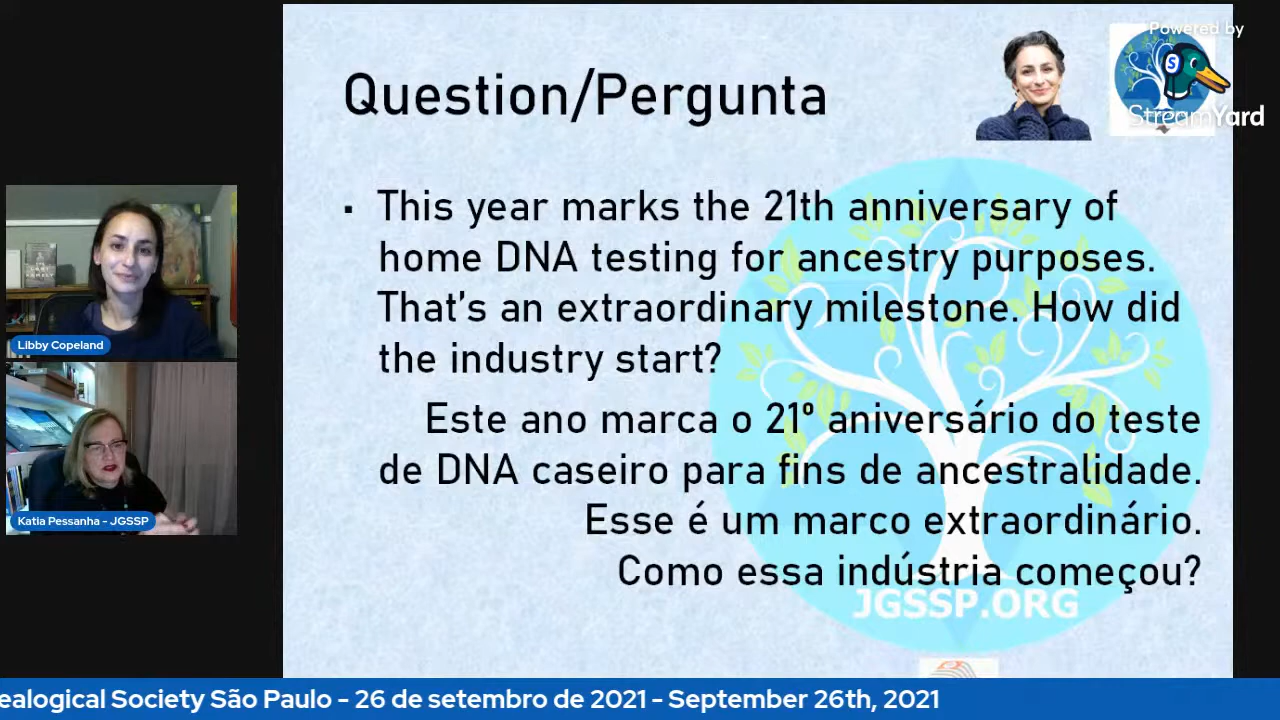 Powered by
StreamYard
Question/Pergunta
This year marks the 21th anniversary of
home DNA testing for ancestry purposes.
That's an extraordinary milestone. How did
the industry start?
Este ano marca o 21º aniversário do teste
de DNA caseiro para fins de ancestralidade.
Esse é um marco extraordinário.
Como essa indústria começou?
JGSSP.ORG
Libby Copeland
Katia Pessanha - JGSSP
ealogical Society São Paulo - 26 de setembro de 2021 - September 26th, 2021